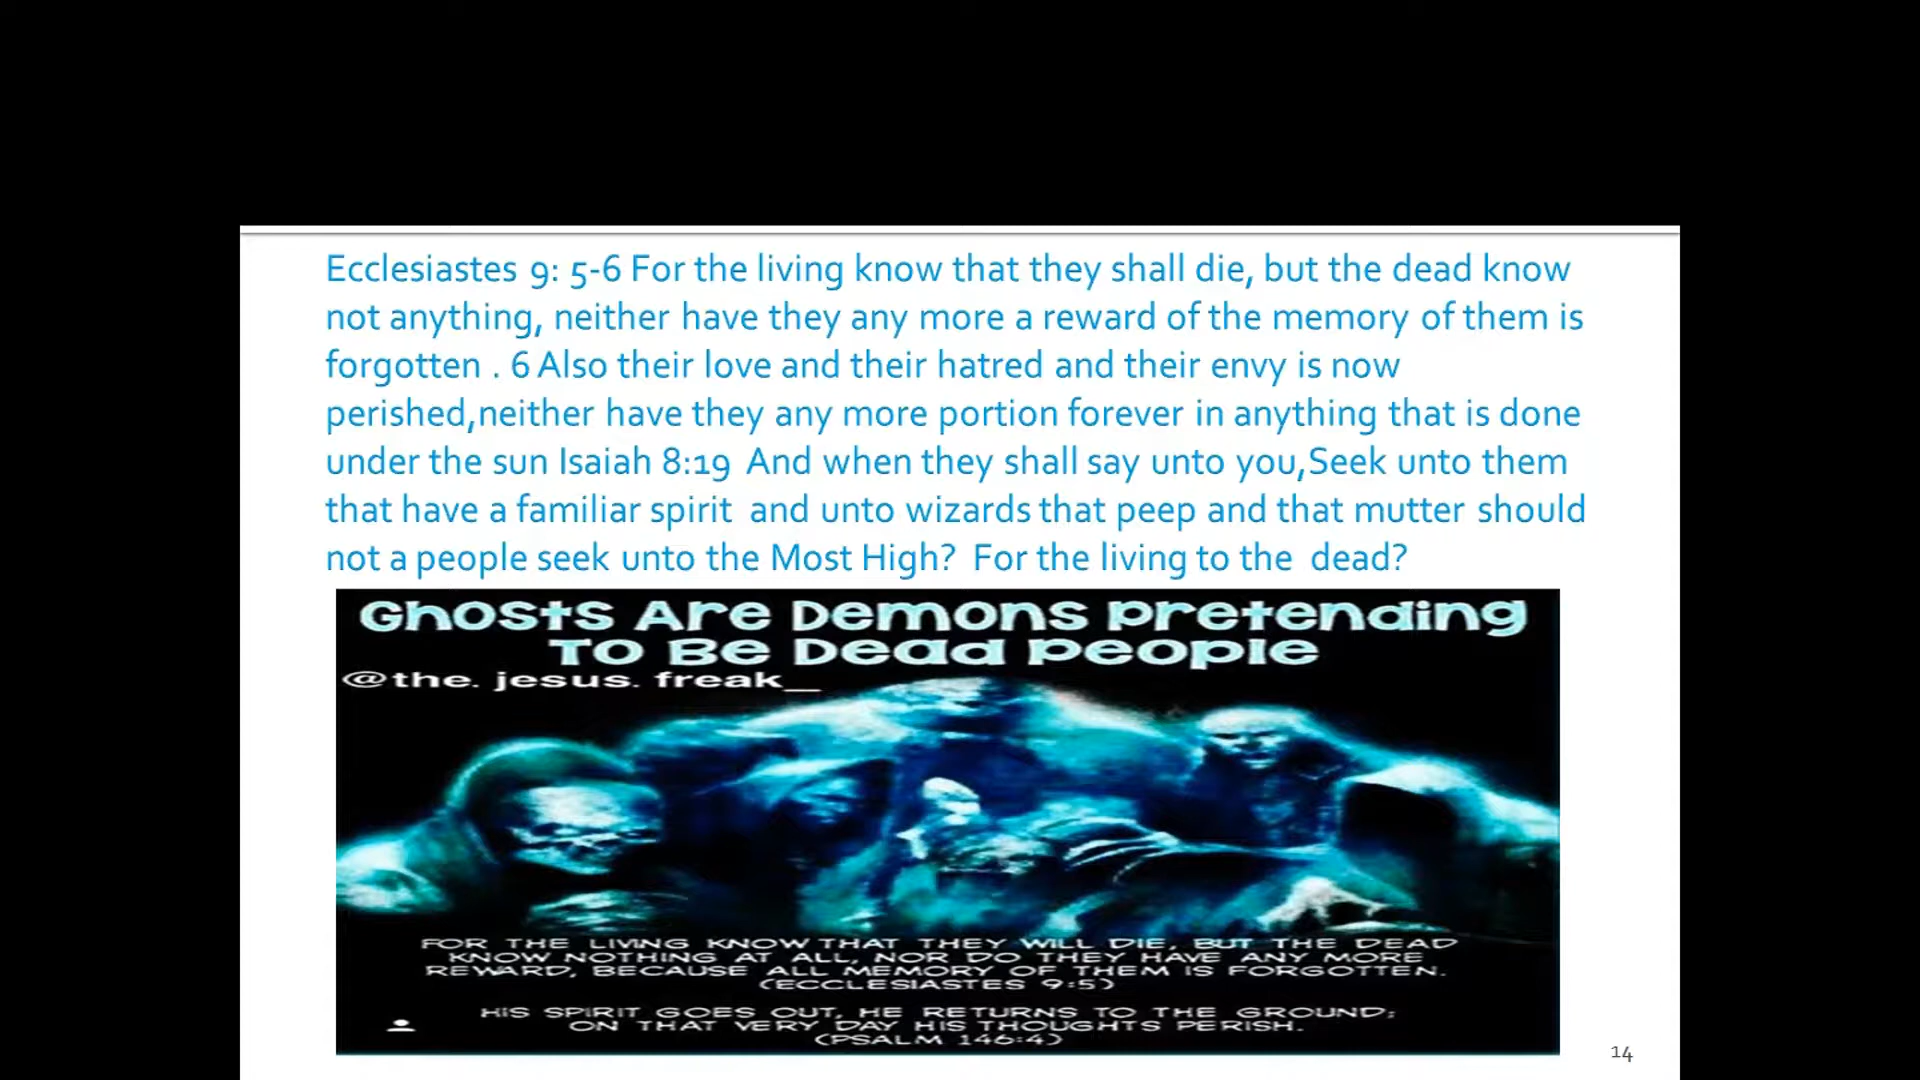 Ecclesiastes 9: 5-6 For the living know that they shall die, but the dead know
not anything, neither have they any more a reward of the memory of them is
forgotten . 6 Also their love and their hatred and their envy is now
perished,neither have they any more portion forever in anything that is done
under the sun Isaiah 8:19 And when they shall say unto you,Seek unto them
that have a familiar spirit and unto wizards that peep and that mutter should
not a people seek unto the Most High? For the living to the dead?
Ghosts Are Demons Pretending
To Be Dead People
@the. jesus. freak__
FOR THE LIVING KNOW THAT THEY WILL DIE, BUT THE DEAD
KNOW NOTHING AT ALL, NOR DO THEY HAVE ANY MORE
REWARD, BECAUSE ALL MEMORY OF THEM IS FORGOTTEN.
(ECCLESIASTES 9:5)
HIS SPIRIT GOES OUT, HE RETURNS TO THE GROUND;
ON THAT VERY DAY HIS THOUGHTS PERISH.
(PSALM 146:4)
14